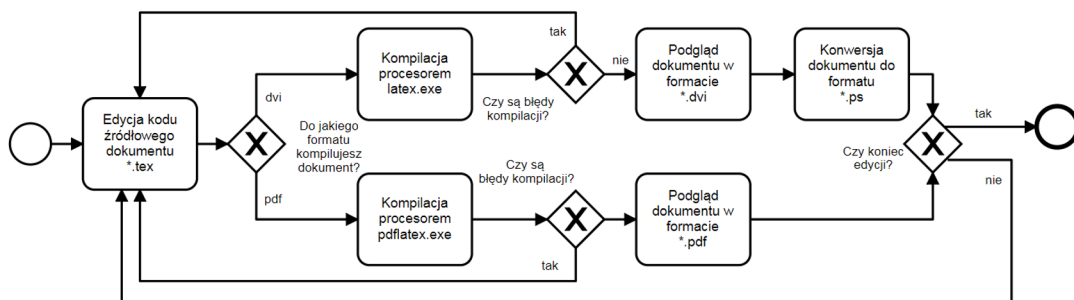 tak
Kompilacja
procesorem
latex.exe
nie
Podgląd
dokumentu w
formacie
*.dvi
Konwersja
dokumentu do
formatu
*.ps
dvi
Czy są błędy
kompilacji?
Edycja kodu
źródłowego
dokumentu
*.tex
Do jakiego
formatu
kompilujesz
dokument?
tak
Czy koniec
edycji?
nie
pdf
Czy są
błędy kompilacji?
Kompilacja
procesorem
pdflatex.exe
Podgląd
dokumentu w
formacie
*.pdf
tak